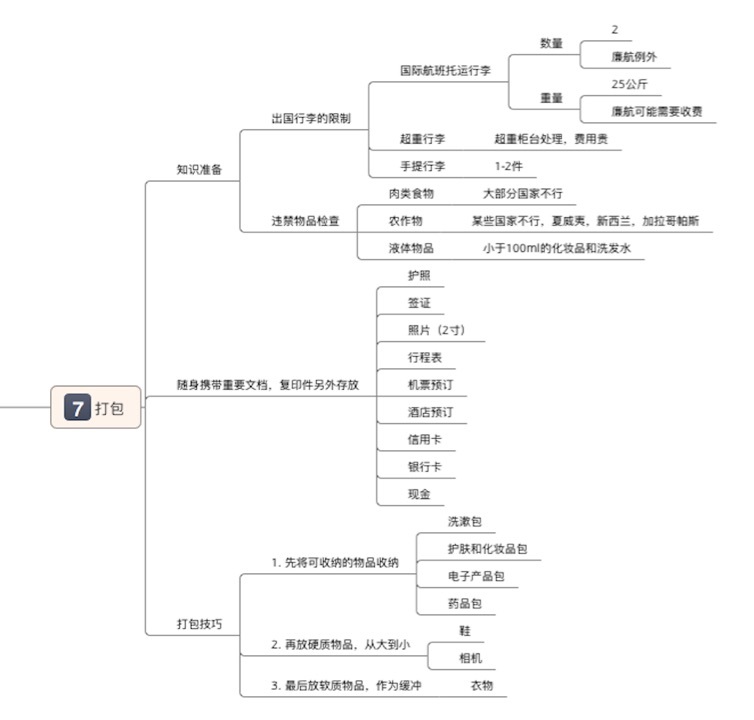 7 打包
知识准备
出国行李的限制
国际航班托运行李
数量
2
廉航例外
重量
25公斤
廉航可能需要收费
超重行李
超重柜台处理，费用贵
手提行李
1-2件
违禁物品检查
肉类食物
大部分国家不行
农作物
某些国家不行，夏威夷，新西兰，加拉哥帕斯
液体物品
小于100ml的化妆品和洗发水
随身携带重要文档，复印件另外存放
护照
签证
照片（2寸）
行程表
机票预订
酒店预订
信用卡
银行卡
现金
打包技巧
1. 先将可收纳的物品收纳
洗漱包
护肤和化妆品包
电子产品包
药品包
2. 再放硬质物品，从大到小
鞋
相机
3. 最后放软质物品，作为缓冲
衣物